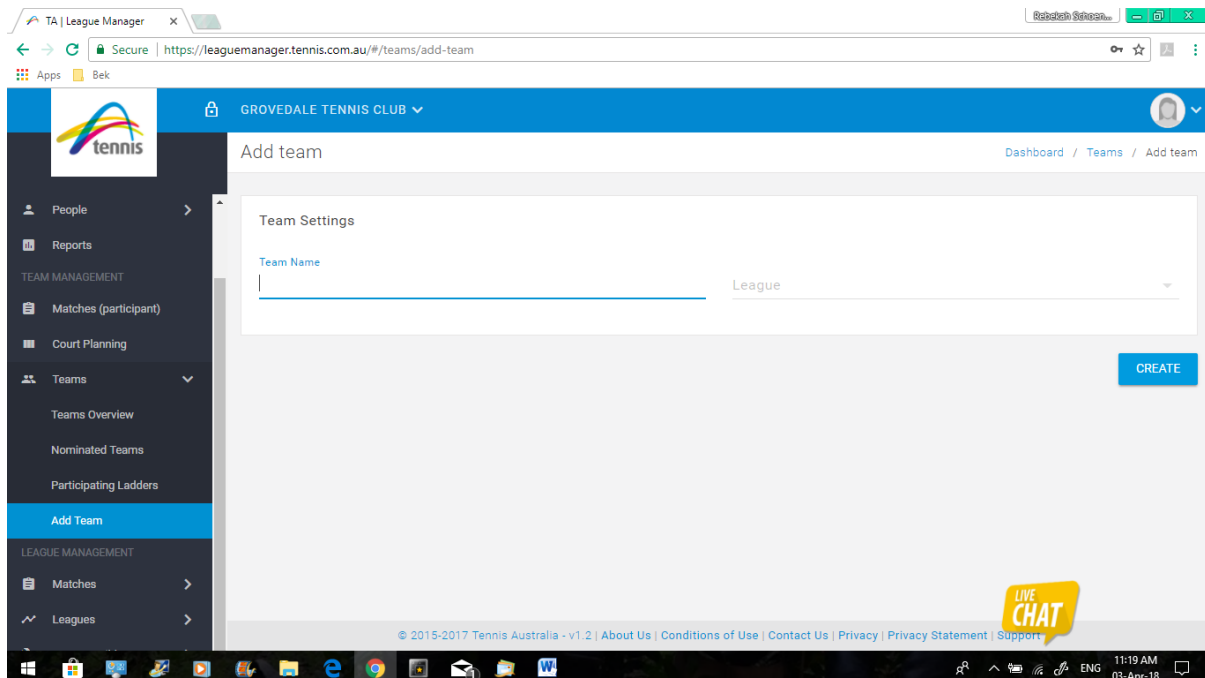 TA | League Manager
Secure | https://leaguemanager.tennis.com.au/#/teams/add-team
Apps Bek
tennis
GROVEDALE TENNIS CLUB
Add team
Dashboard / Teams / Add team
People
Reports
TEAM MANAGEMENT
Matches (participant)
Court Planning
Teams
Teams Overview
Nominated Teams
Participating Ladders
Add Team
LEAGUE MANAGEMENT
Matches
Leagues
Team Settings
Team Name
League
CREATE
LIVE
CHAT
© 2015-2017 Tennis Australia - v1.2 | About Us | Conditions of Use | Contact Us | Privacy | Privacy Statement | Support
ENG
11:19 AM
03-Apr-18